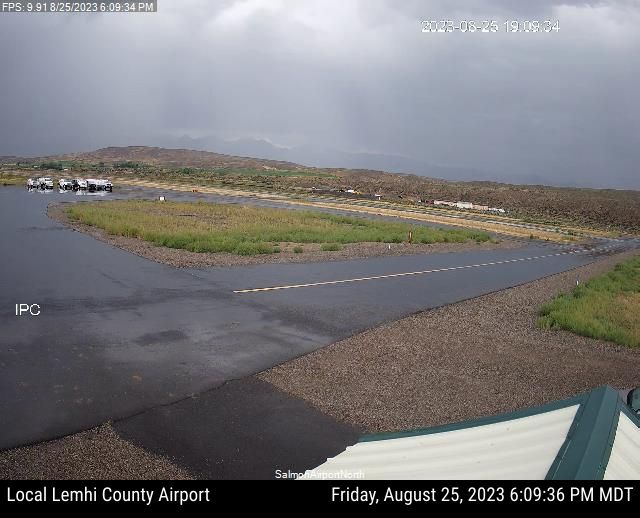 FPS: 9.91 8/25/2023 6:09:34 PM
2023-08-25 19:09:34
IPC
SalmonAirportNorth
Local Lemhi County Airport
Friday, August 25, 2023 6:09:36 PM MDT